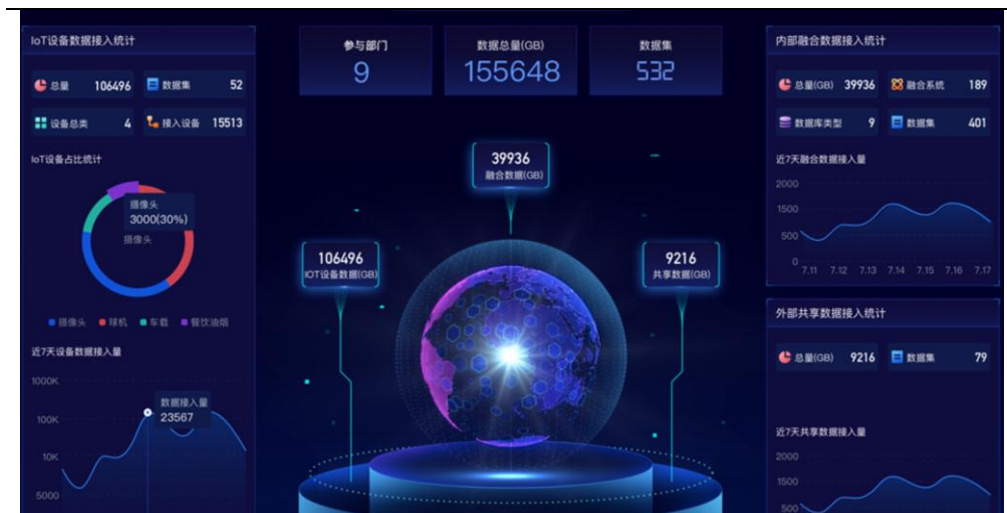 IoT设备数据接入统计
总量 106496 数据集 52
设备总类 4 接入设备 15513
IoT设备占比统计
摄像头
3000(30%)
摄像头
摄像头 球机 车载 餐饮油烟
近7天设备数据接入量
1000K
100K
10K
5000
数据接入量
23567
参与部门
9
数据总量(GB)
155648
数据集
532
39936
融合数据(GB)
106496
IOT设备数据(GB)
9216
共享数据(GB)
内部融合数据接入统计
总量(GB) 39936 融合系统 189
数据库类型 9 数据集 401
近7天融合数据接入量
2000
1500
500
0
7.11 7.12 7.13 7.14 7.15 7.16 7.17
外部共享数据接入统计
总量(GB) 9216 数据集 79
近7天共享数据接入量
2000
1500
500